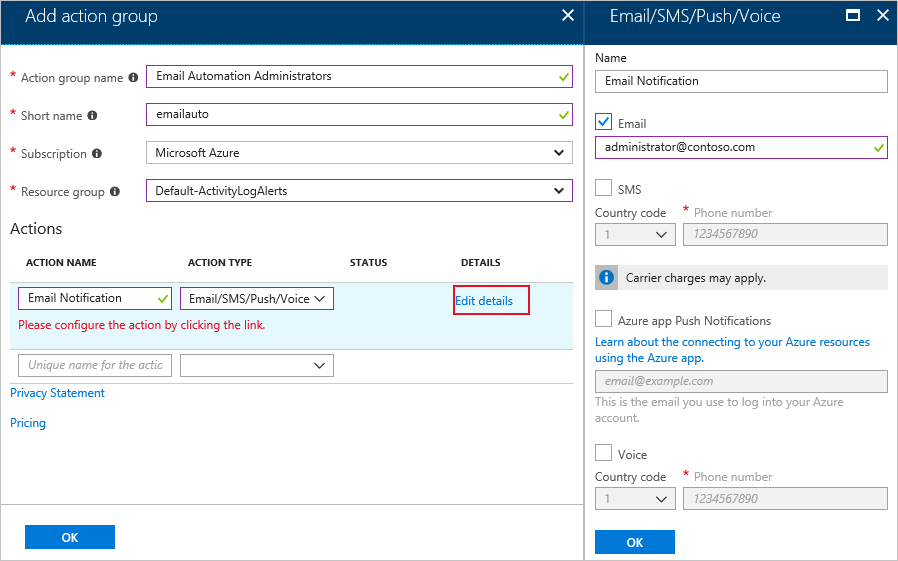 Add action group
* Action group name
Email Automation Administrators
* Short name
emailauto
* Subscription
Microsoft Azure
* Resource group
Default-ActivityLogAlerts
Actions
ACTION NAME ACTION TYPE STATUS DETAILS
Email Notification Email/SMS/Push/Voice Edit details
Please configure the action by clicking the link.
Unique name for the actio
Privacy Statement
Pricing
OK
Email/SMS/Push/Voice
Name
Email Notification
Email
administrator@contoso.com
SMS
Country code * Phone number
1 1234567890
Carrier charges may apply.
Azure app Push Notifications
Learn about the connecting to your Azure resources
using the Azure app.
email@example.com
This is the email you use to log into your Azure
account.
Voice
Country code * Phone number
1 1234567890
OK